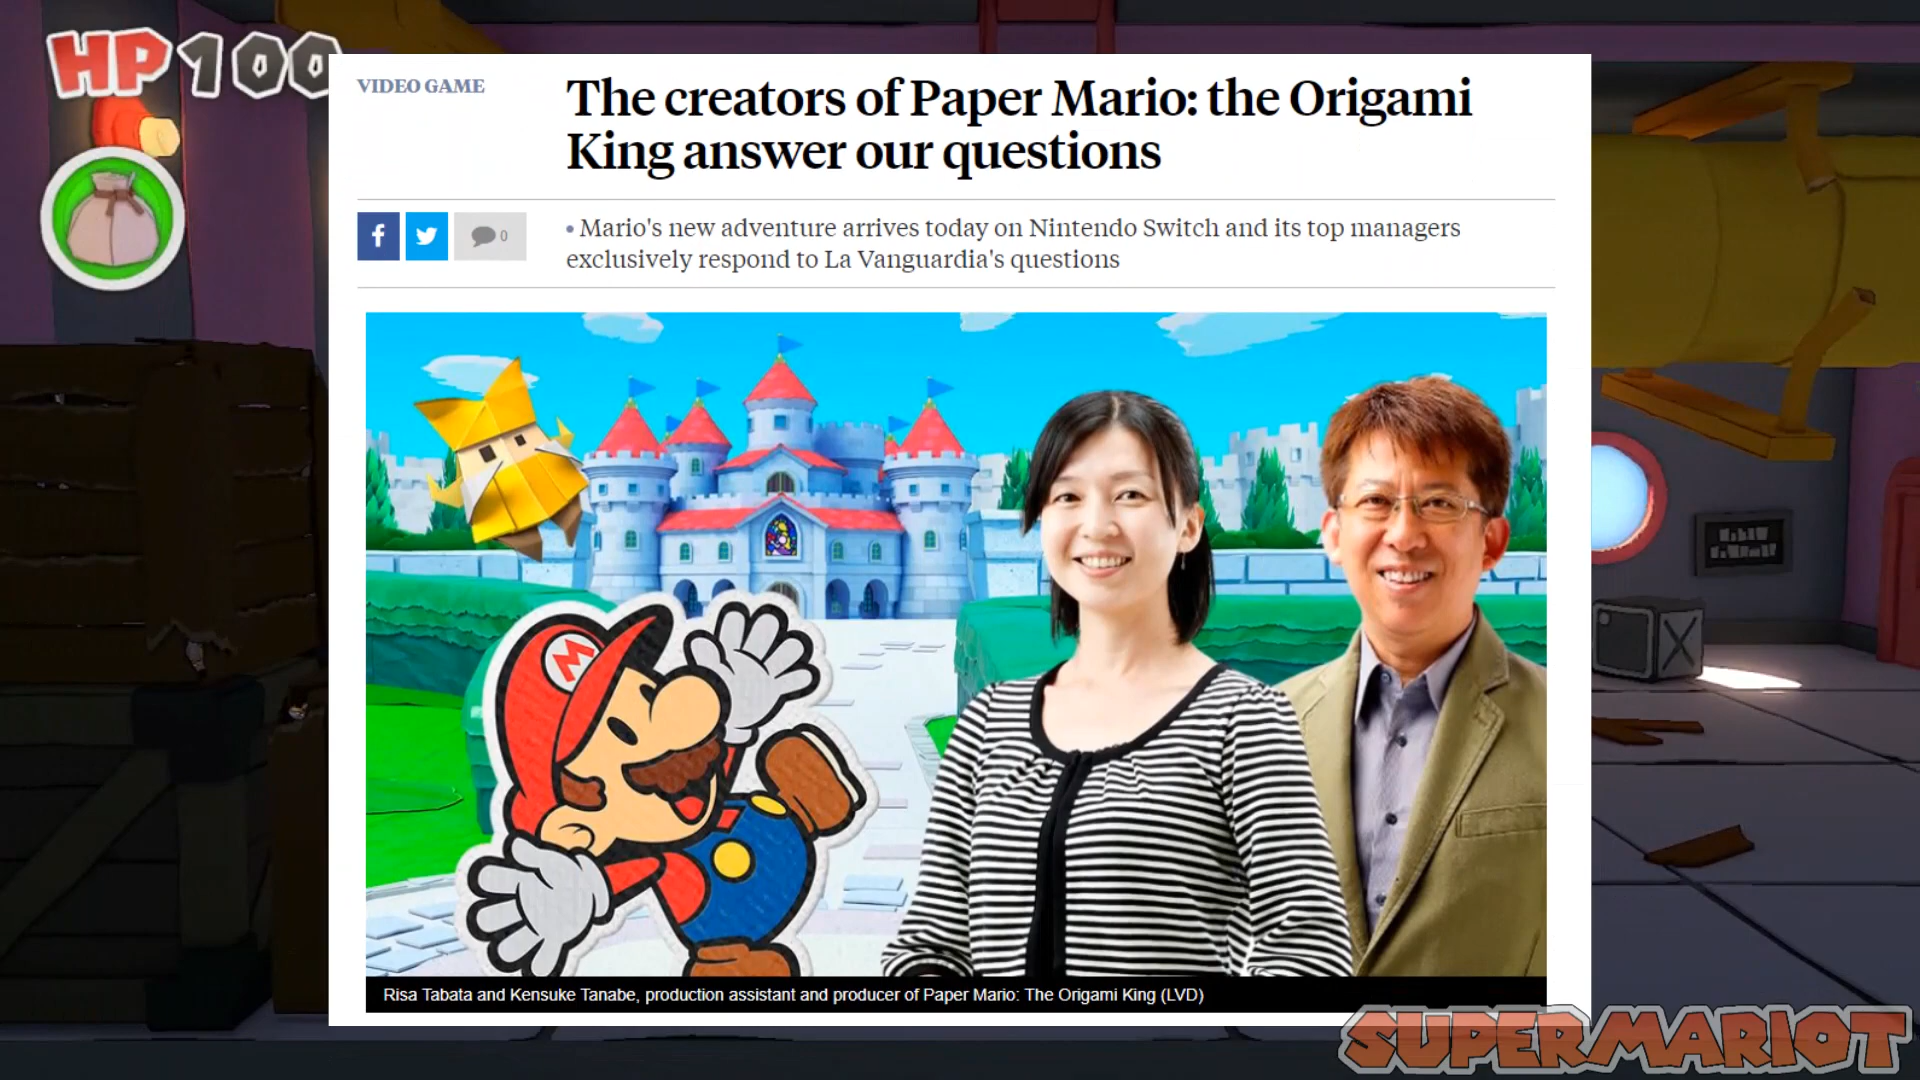 HP 100
VIDEO GAME
The creators of Paper Mario: the Origami
King answer our questions
f
0
• Mario's new adventure arrives today on Nintendo Switch and its top managers
exclusively respond to La Vanguardia's questions
M
Risa Tabata and Kensuke Tanabe, production assistant and producer of Paper Mario: The Origami King (LVD)
SUPERMARIOT